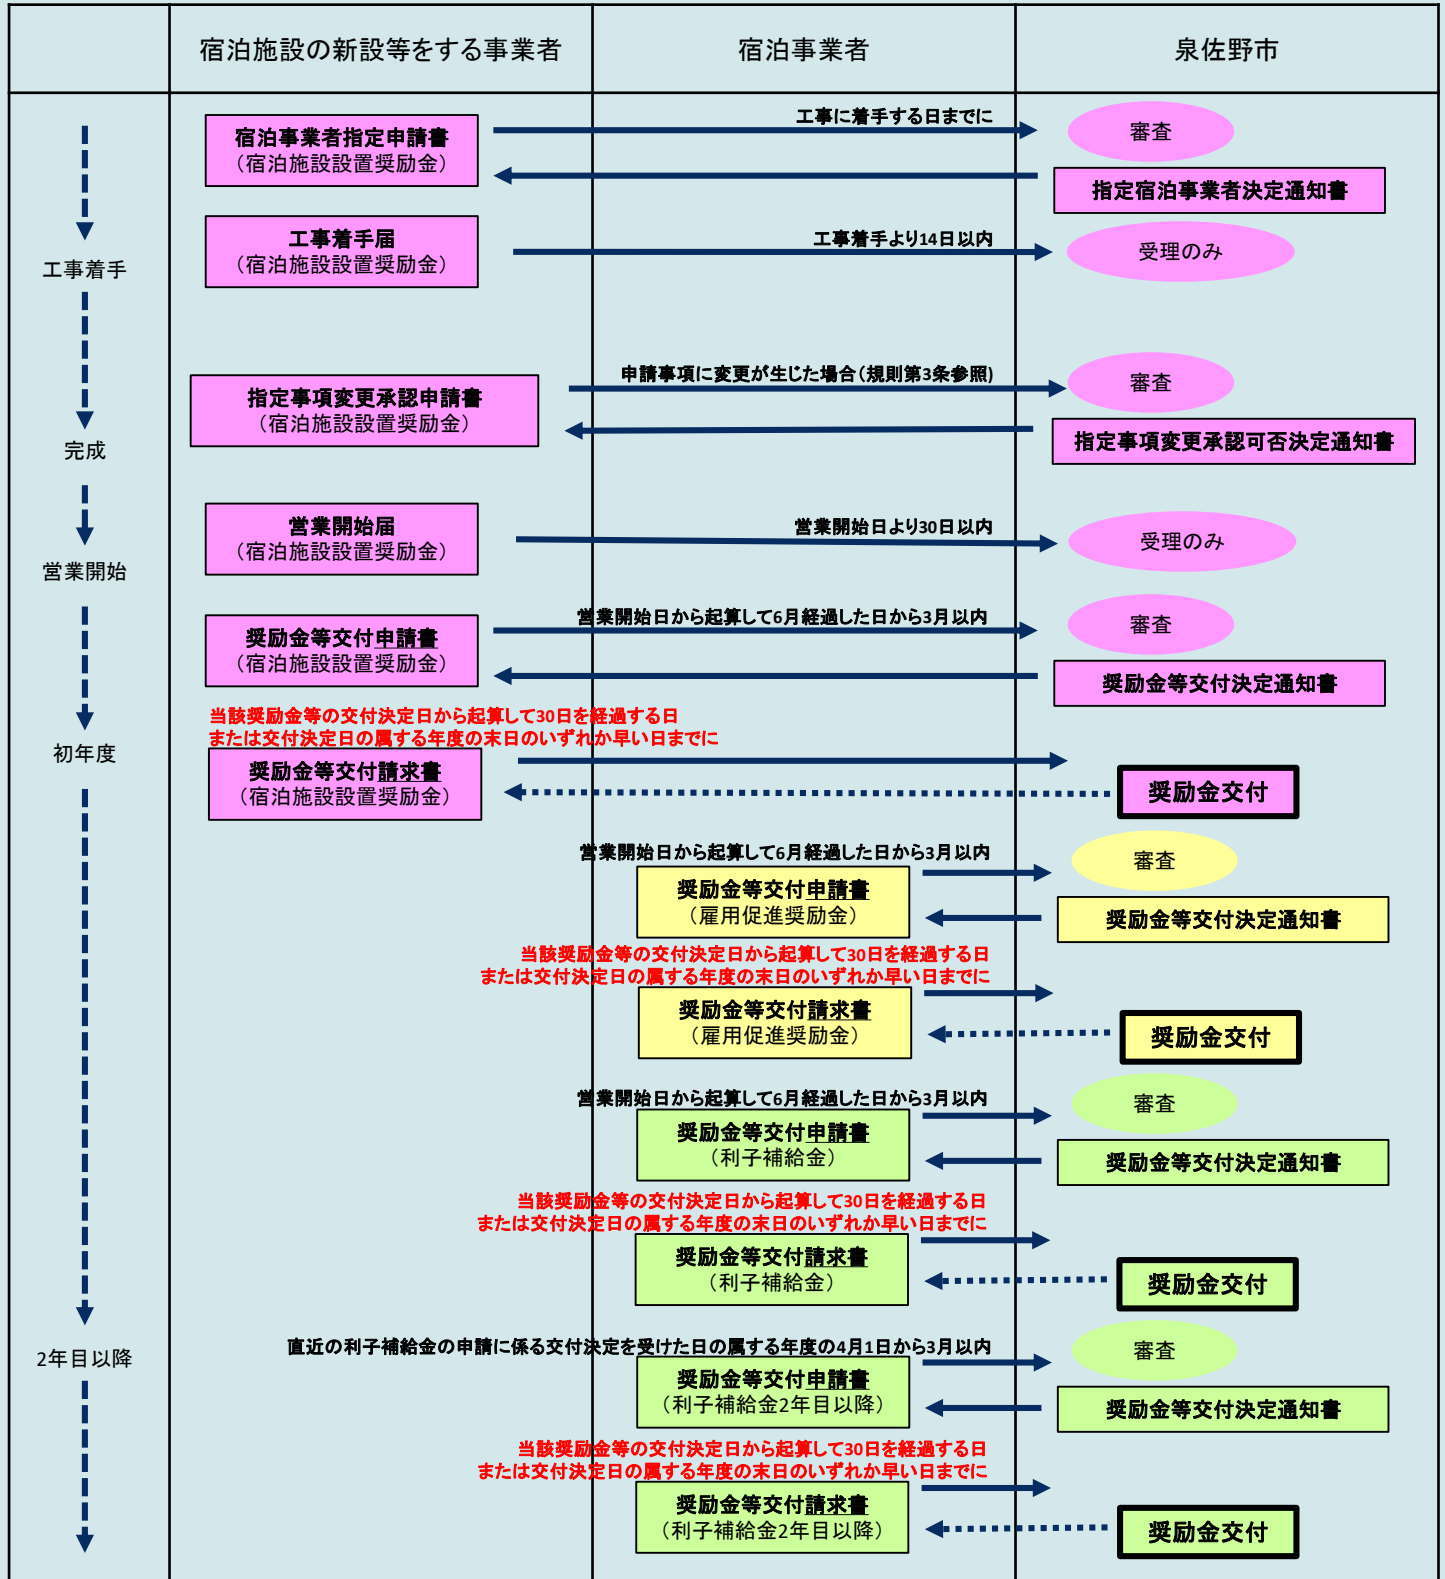 宿泊施設の新設等をする事業者
宿泊事業者
泉佐野市
工事に着手する日までに
宿泊事業者指定申請書
（宿泊施設設置奨励金）
審査
指定宿泊事業者決定通知書
工事着手届
（宿泊施設設置奨励金）
工事着手より14日以内
受理のみ
工事着手
申請事項に変更が生じた場合（規則第3条参照)
指定事項変更承認申請書
（宿泊施設設置奨励金）
審査
指定事項変更承認可否決定通知書
完成
営業開始届
（宿泊施設設置奨励金）
営業開始日より30日以内
受理のみ
営業開始
営業開始日から起算して6月経過した日から3月以内
奨励金等交付申請書
（宿泊施設設置奨励金）
審査
奨励金等交付決定通知書
当該奨励金等の交付決定日から起算して30日を経過する日
または交付決定日の属する年度の末日のいずれか早い日までに
初年度
奨励金等交付請求書
（宿泊施設設置奨励金）
奨励金交付
営業開始日から起算して6月経過した日から3月以内
奨励金等交付申請書
（雇用促進奨励金）
審査
奨励金等交付決定通知書
当該奨励金等の交付決定日から起算して30日を経過する日
または交付決定日の属する年度の末日のいずれか早い日までに
奨励金等交付請求書
（雇用促進奨励金）
奨励金交付
営業開始日から起算して6月経過した日から3月以内
奨励金等交付申請書
（利子補給金）
審査
奨励金等交付決定通知書
当該奨励金等の交付決定日から起算して30日を経過する日
または交付決定日の属する年度の末日のいずれか早い日までに
奨励金等交付請求書
（利子補給金）
奨励金交付
2年目以降
直近の利子補給金の申請に係る交付決定を受けた日の属する年度の4月1日から3月以内
奨励金等交付申請書
（利子補給金2年目以降）
審査
奨励金等交付決定通知書
当該奨励金等の交付決定日から起算して30日を経過する日
または交付決定日の属する年度の末日のいずれか早い日までに
奨励金等交付請求書
（利子補給金2年目以降）
奨励金交付